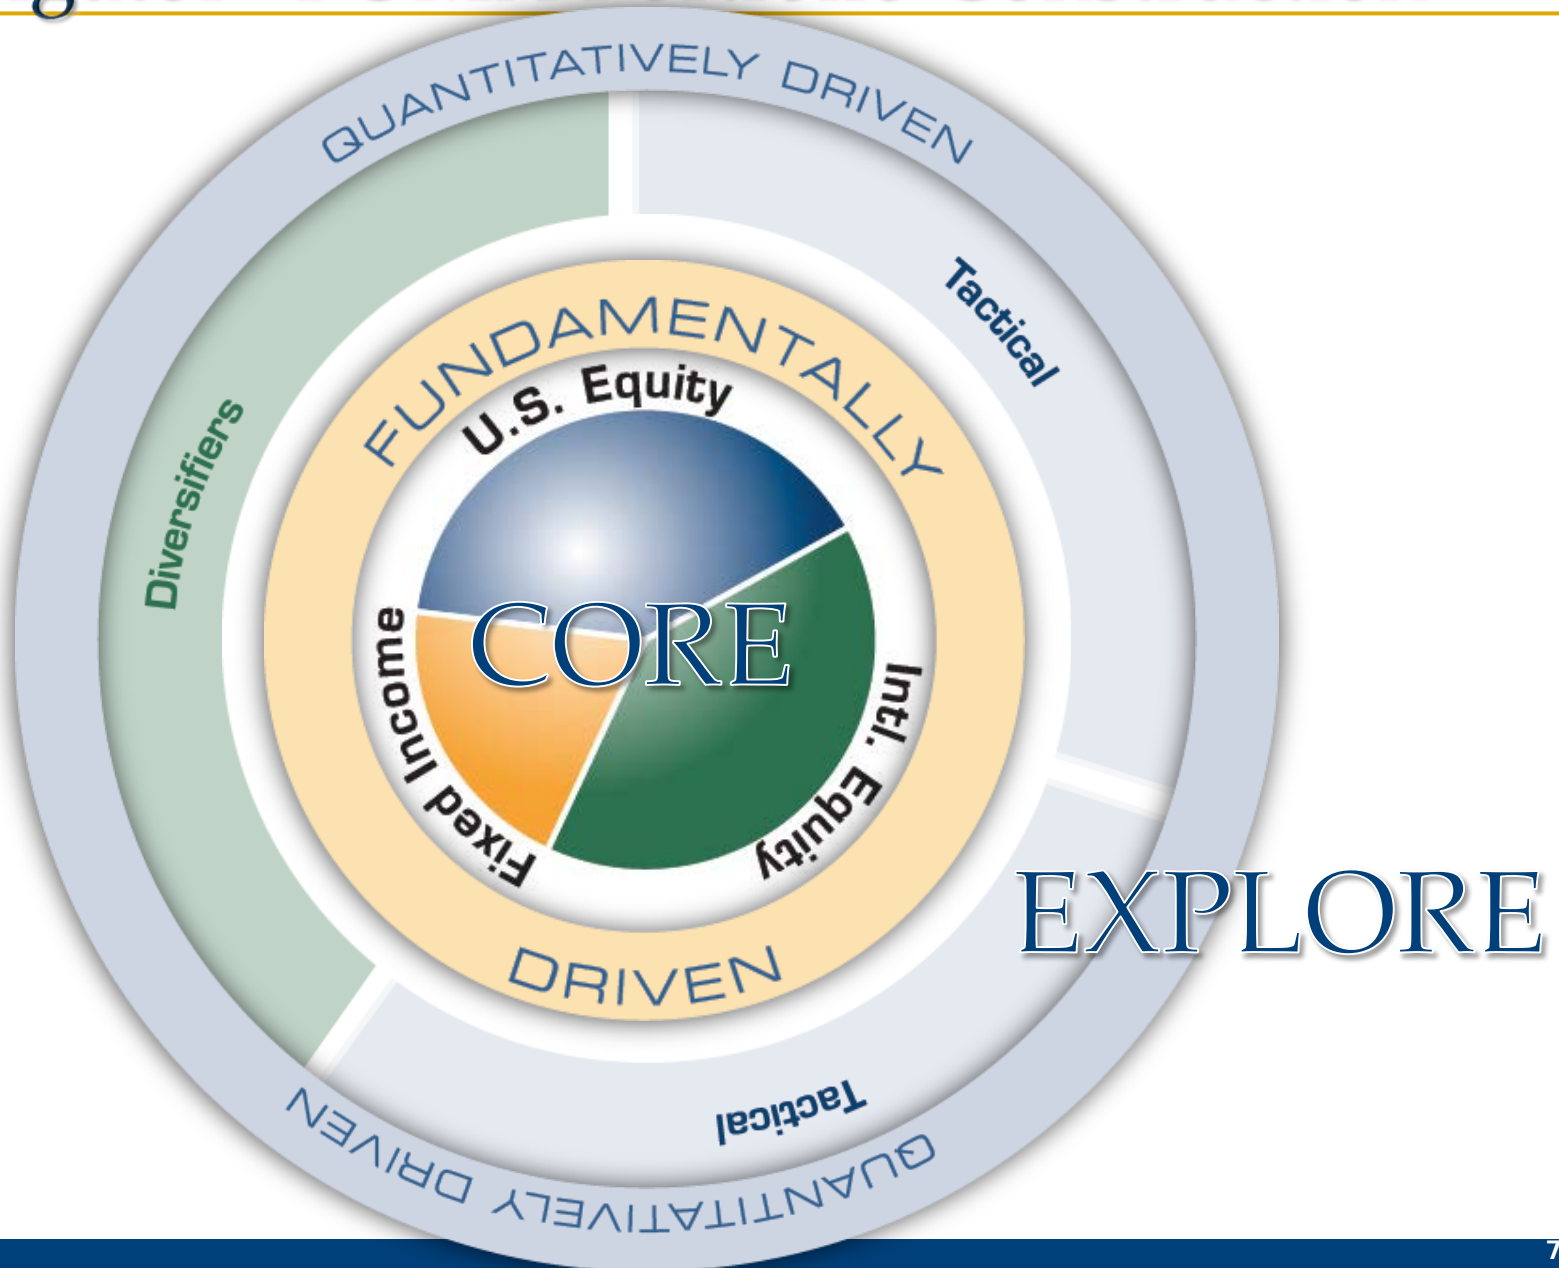 QUANTITATIVELY DRIVEN
Tactical
Diversifiers
FUNDAMENTALLY
U.S. Equity
CORE
Intl. Equity
Fixed Income
DRIVEN
EXPLORE
Tactical
QUANTITATIVELY DRIVEN
7